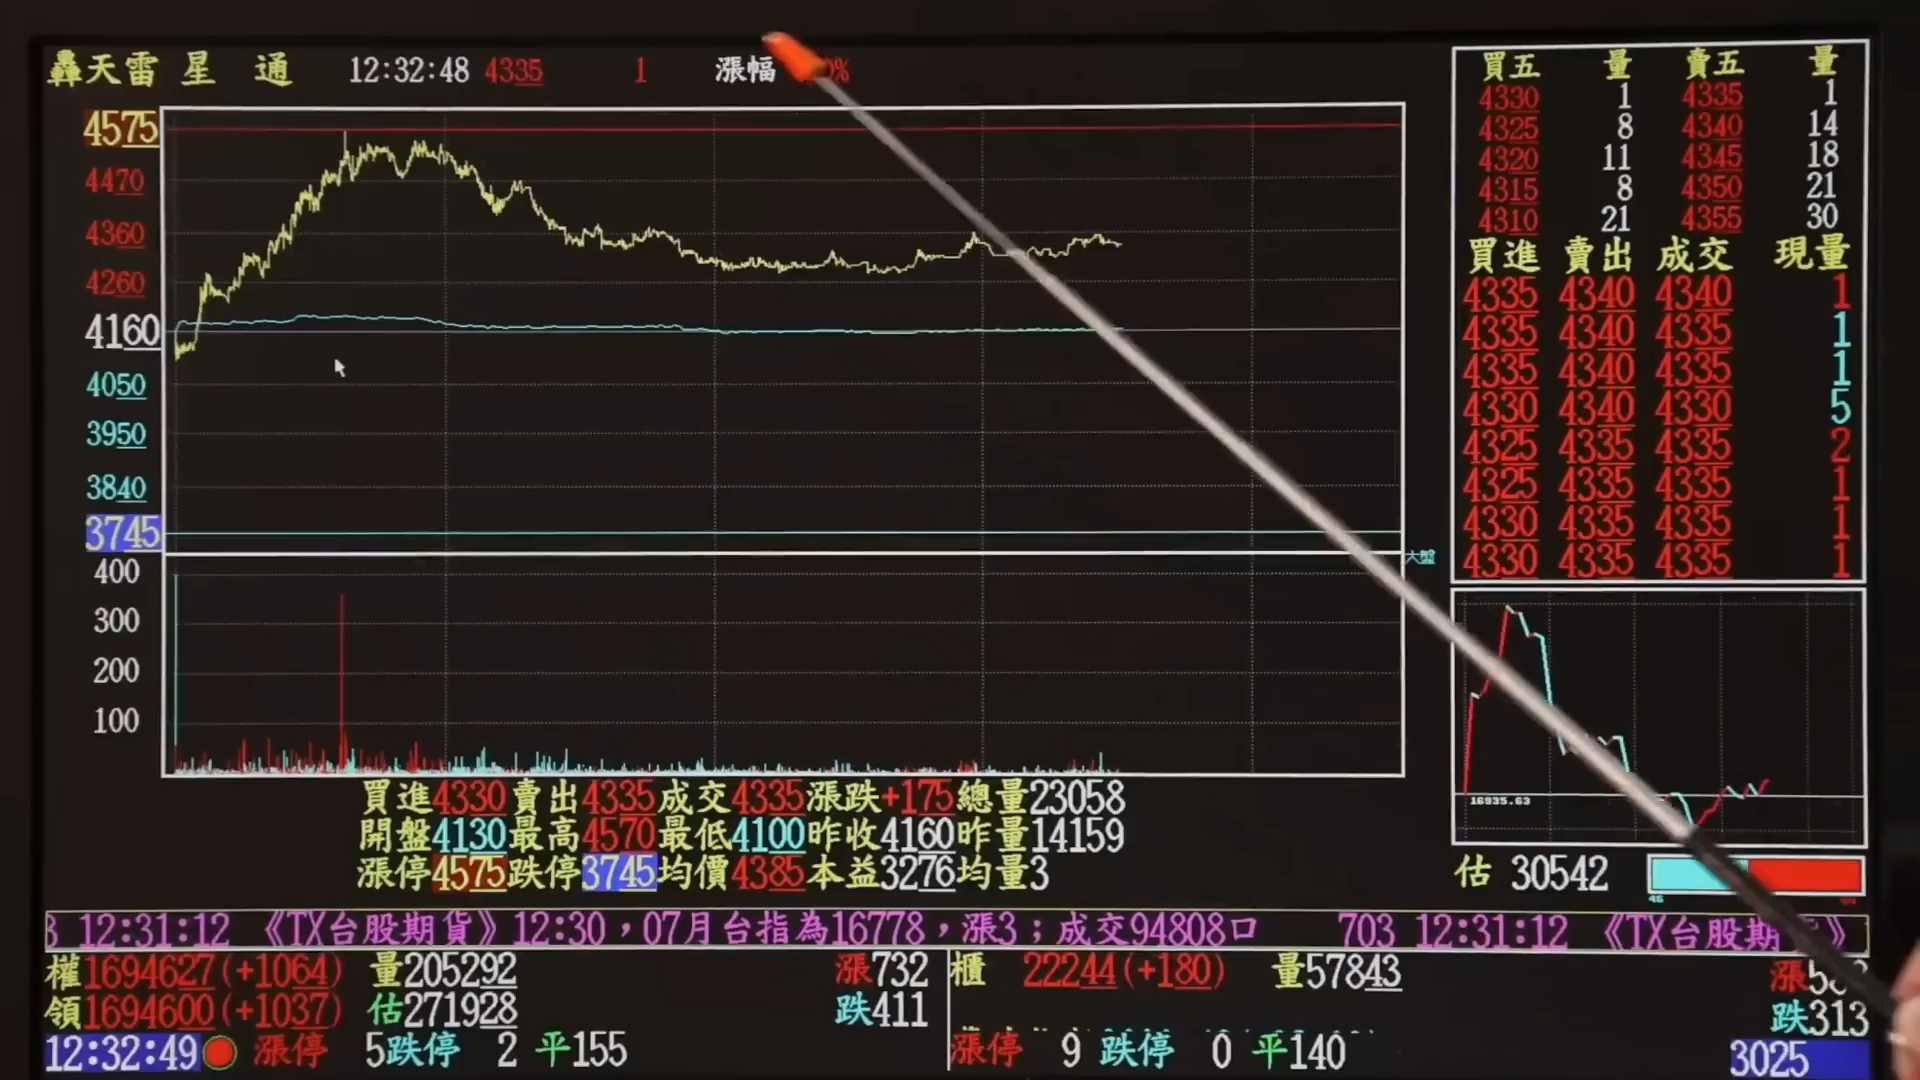 轟天雷 星 通 12:32:48 4335 1 漲幅 %
4575
4470
4360
4260
4160
4050
3950
3840
3745
400
300
200
100
大盤
買五 量 賣五 量
4330 1 4335 1
4325 8 4340 14
4320 11 4345 18
4315 8 4350 21
4310 21 4355 30
買進 賣出 成交 現量
4335 4340 4340 1
4335 4340 4335 1
4335 4340 4335 1
4330 4340 4330 5
4325 4335 4335 2
4325 4335 4335 1
4330 4335 4335 1
4330 4335 4335 1
16935.63
估 30542
買進4330賣出4335成交4335漲跌+175總量23058
開盤4130最高4570最低4100昨收4160昨量14159
漲停4575跌停3745均價4385本益3276均量3
12:31:12 《TX台股期貨》12:30，07月台指為16778，漲3；成交94808口 703 12:31:12 《TX台股期
權1694627(+1064) 量205292 漲732
領1694600(+1037) 估271928 跌411
12:32:49 漲停 5跌停 2 平155
櫃 22244(+180) 量57843 漲
跌313
漲停 9 跌停 0 平140
3025